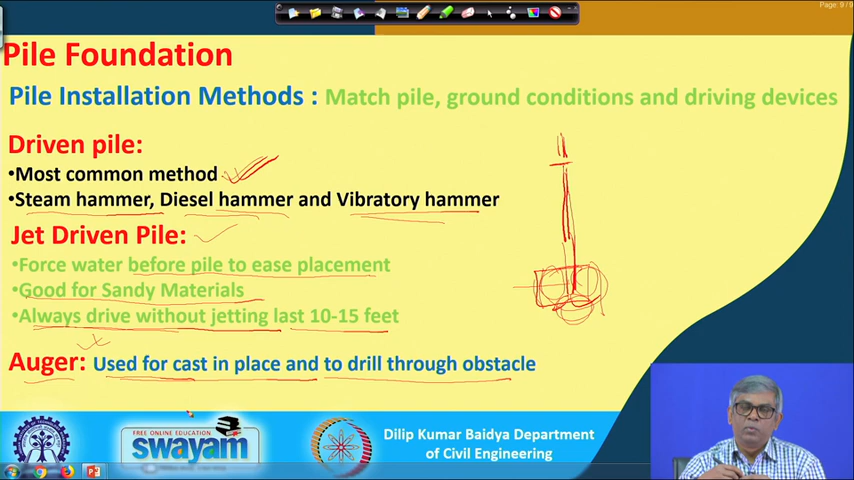 Page: 9/9
Pile Foundation
Pile Installation Methods : Match pile, ground conditions and driving devices
Driven pile:
•Most common method
•Steam hammer, Diesel hammer and Vibratory hammer
Jet Driven Pile:
•Force water before pile to ease placement
•Good for Sandy Materials
•Always drive without jetting last 10-15 feet
Auger: Used for cast in place and to drill through obstacle
FREE ONLINE EDUCATION
swayam
Dilip Kumar Baidya Department
of Civil Engineering